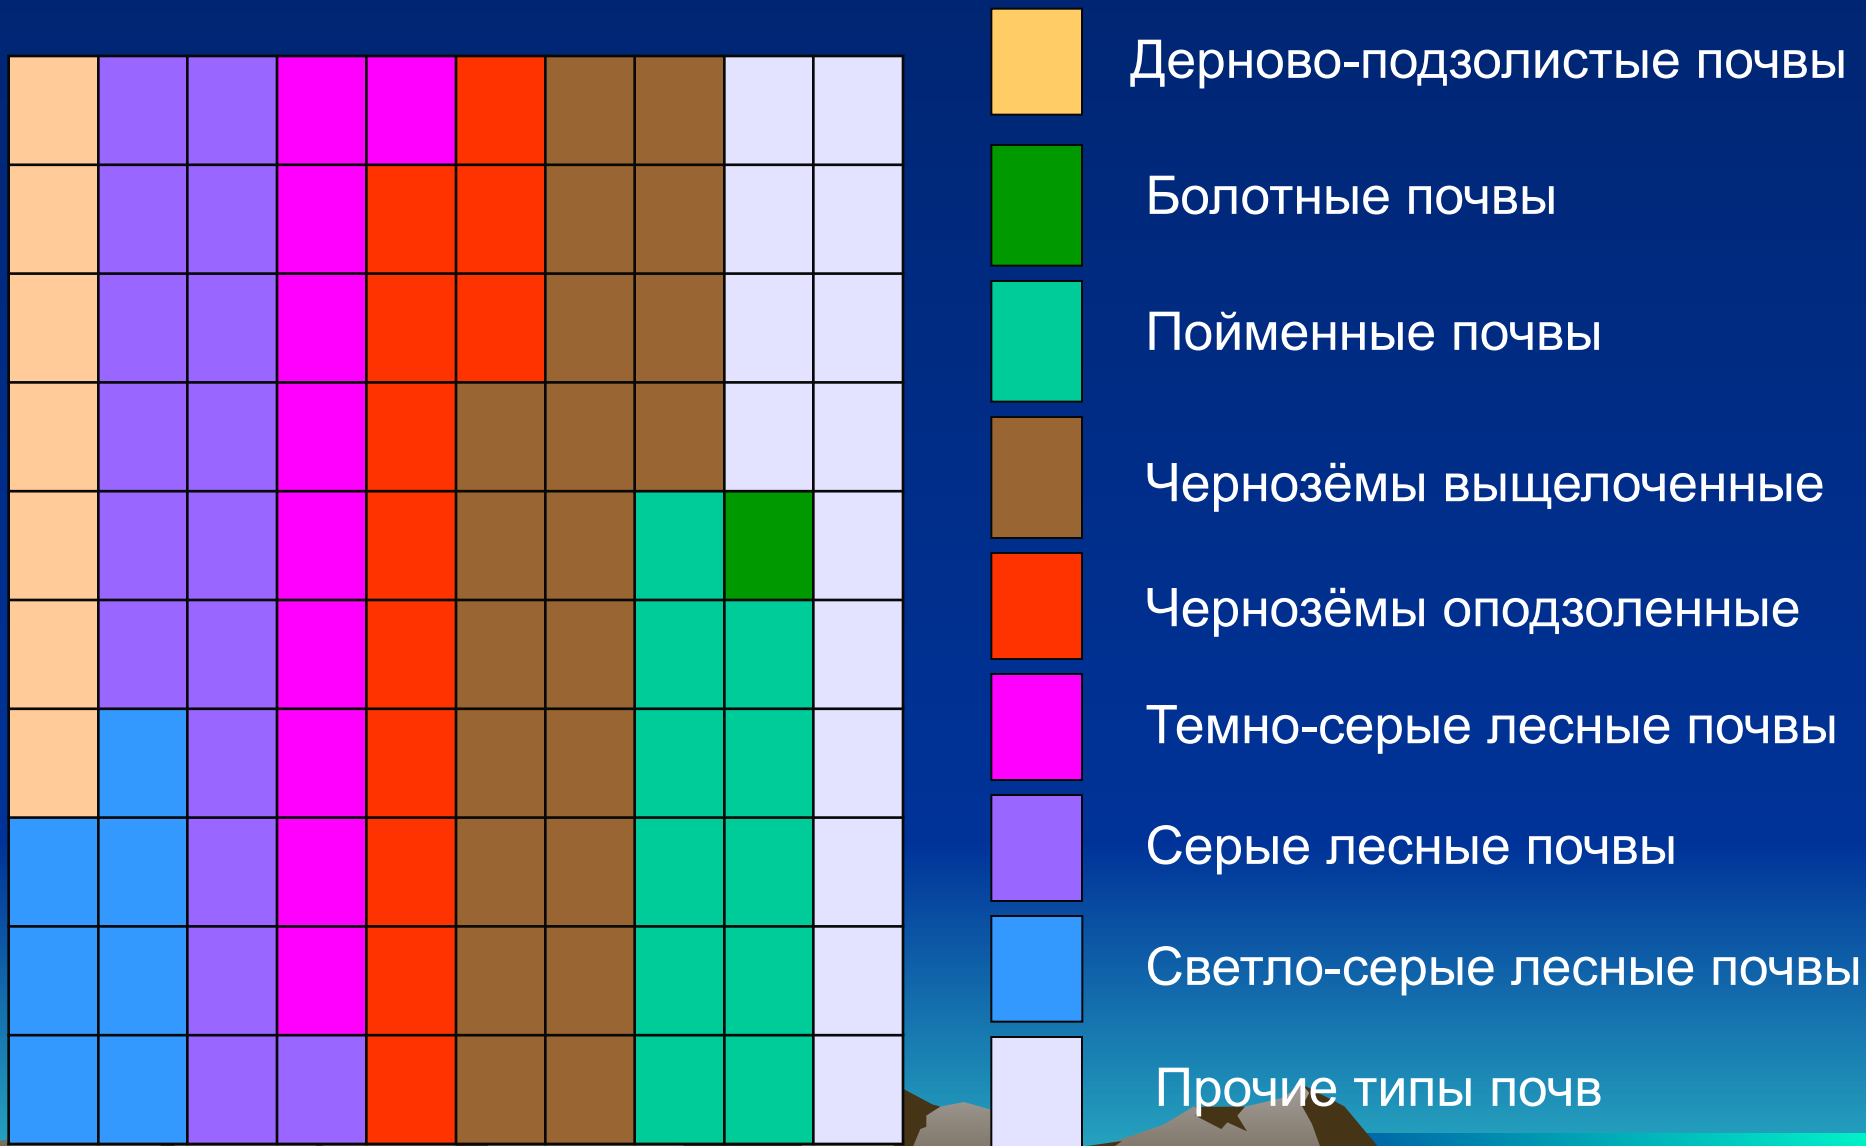 Дерново-подзолистые почвы
Болотные почвы
Пойменные почвы
Чернозёмы выщелоченные
Чернозёмы оподзоленные
Темно-серые лесные почвы
Серые лесные почвы
Светло-серые лесные почвы
Прочие типы почв